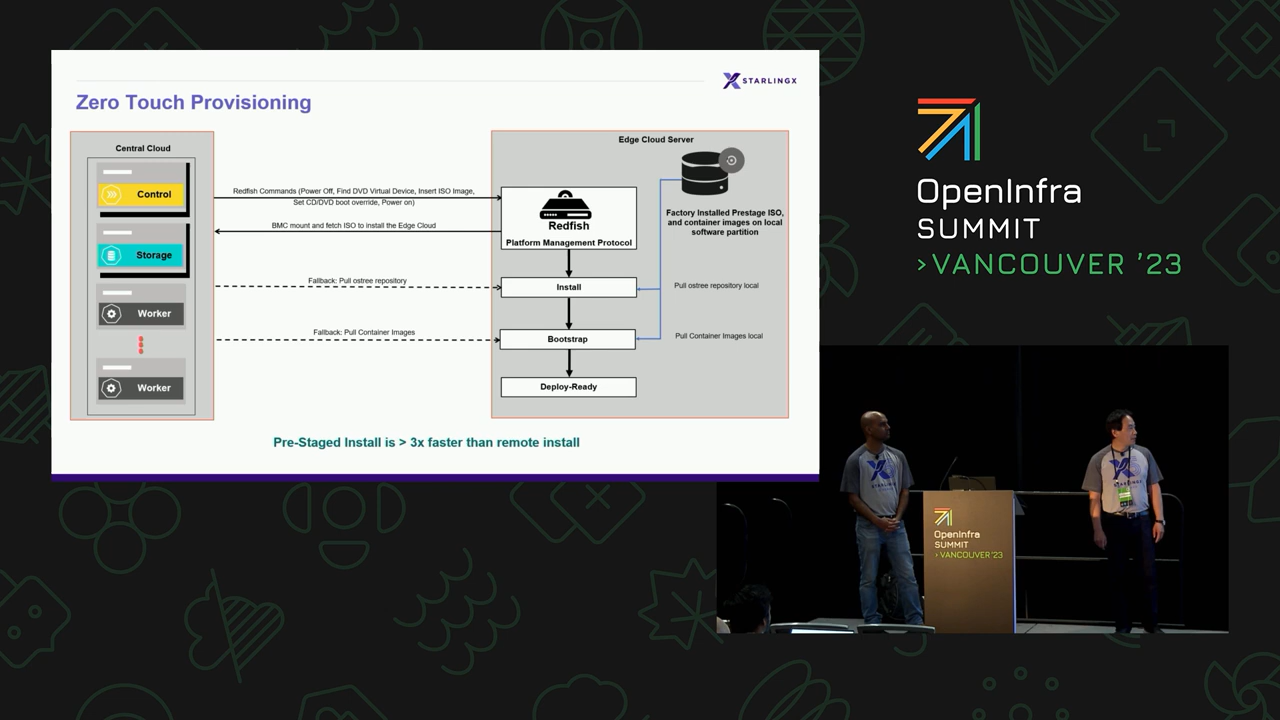 STARLINGX
Zero Touch Provisioning
Central Cloud
Control
Storage
Worker
Worker
Redfish Commands (Power Off, Find DVD Virtual Device, Insert ISO Image,
Set CD/DVD boot override, Power on)
BMC mount and fetch ISO to install the Edge Cloud
Fallback: Pull ostree repository
Fallback: Pull Container Images
Edge Cloud Server
Redfish
Platform Management Protocol
Install
Bootstrap
Deploy-Ready
Factory Installed Prestage ISO,
and container images on local
software partition
Pull ostree repository local
Pull Container Images local
Pre-Staged Install is > 3x faster than remote install
OpenInfra
SUMMIT
>VANCOUVER '23
STARLINGX
STARLINGX
OpenInfra
SUMMIT
>VANCOUVER '23